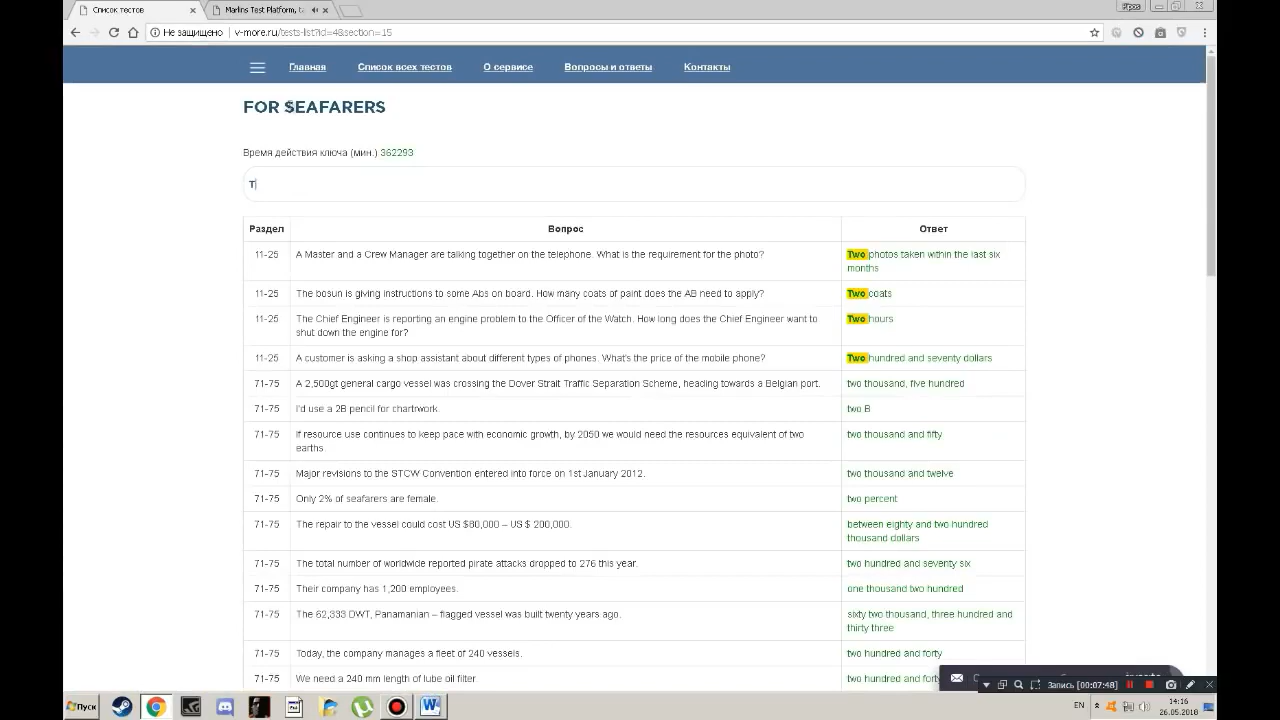 Список тестов
Marlins Test Platform, ta
Pipos
Не защищено
v-more.ru/tests-list?id=4&section=15
Главная
Список всех тестов
О сервисе
Вопросы и ответы
Контакты
FOR SEAFARERS
Время действия ключа (мин.) 362293
T
Раздел Вопрос Ответ
11-25 A Master and a Crew Manager are talking together on the telephone. What is the requirement for the photo? Two photos taken within the last six
months
11-25 The bosun is giving instructions to some Abs on board. How many coats of paint does the AB need to apply? Two coats
11-25 The Chief Engineer is reporting an engine problem to the Officer of the Watch. How long does the Chief Engineer want to Two hours
shut down the engine for?
11-25 A customer is asking a shop assistant about different types of phones. What's the price of the mobile phone? Two hundred and seventy dollars
71-75 A 2,500gt general cargo vessel was crossing the Dover Strait Traffic Separation Scheme, heading towards a Belgian port. two thousand, five hundred
71-75 I'd use a 2B pencil for chartrwork. two B
71-75 If resource use continues to keep pace with economic growth, by 2050 we would need the resources equivalent of two two thousand and fifty
earths.
71-75 Major revisions to the STCW Convention entered into force on 1st January 2012. two thousand and twelve
71-75 Only 2% of seafarers are female. two percent
71-75 The repair to the vessel could cost US $80,000 – US $ 200,000. between eighty and two hundred
thousand dollars
71-75 The total number of worldwide reported pirate attacks dropped to 276 this year. two hundred and seventy six
71-75 Their company has 1,200 employees. one thousand two hundred
71-75 The 62,333 DWT, Panamanian – flagged vessel was built twenty years ago. sixty two thousand, three hundred and
thirty three
71-75 Today, the company manages a fleet of 240 vessels. two hundred and forty
71-75 We need a 240 mm length of lube oil filter. two hundred and forty
Запись [00:07:48]
Пуск
EN
14:16
26.05.2018